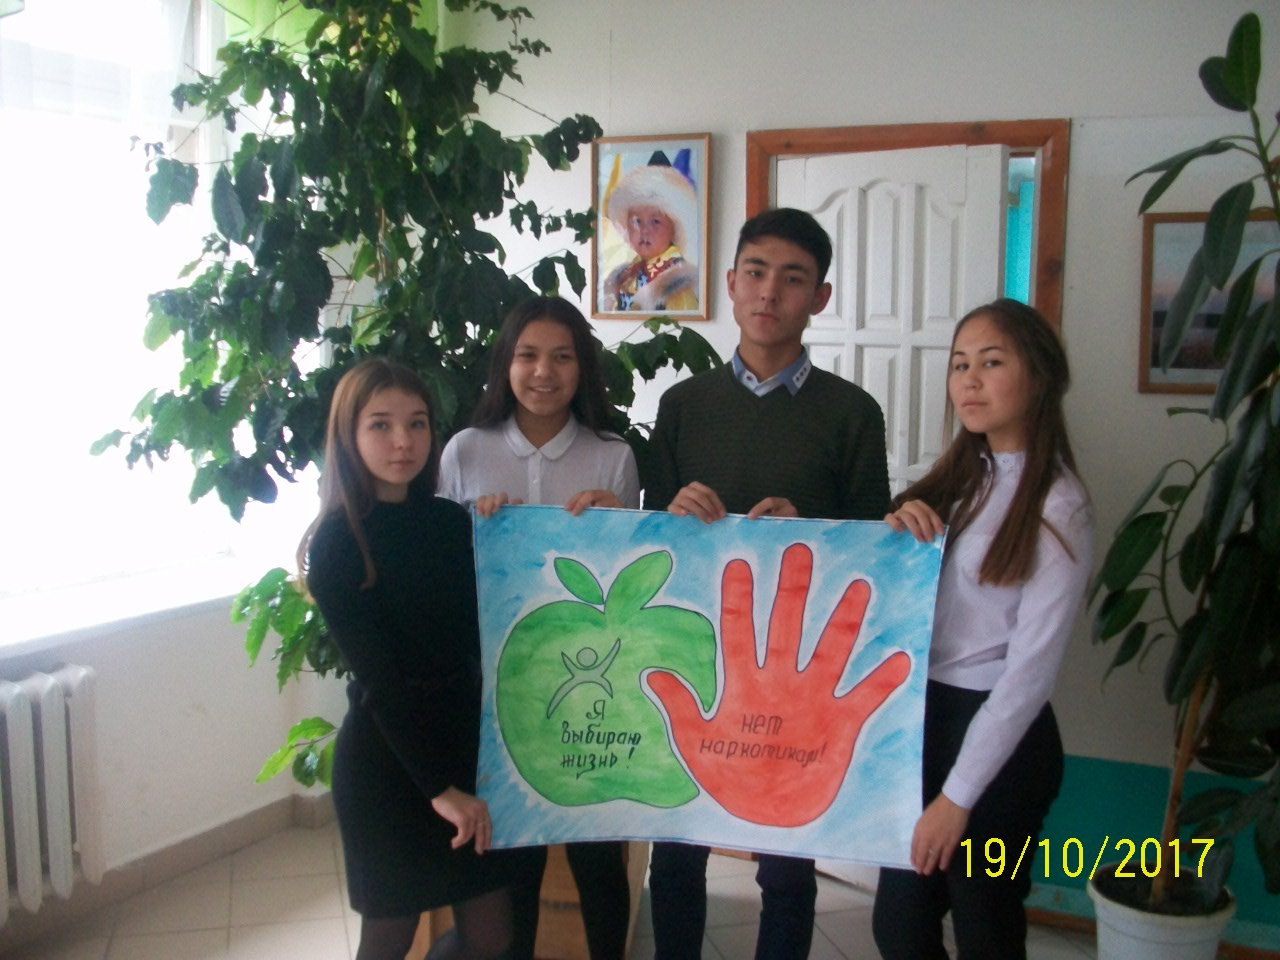 Я
выбираю
жизнь!
нет
наркотикам!
19/10/2017